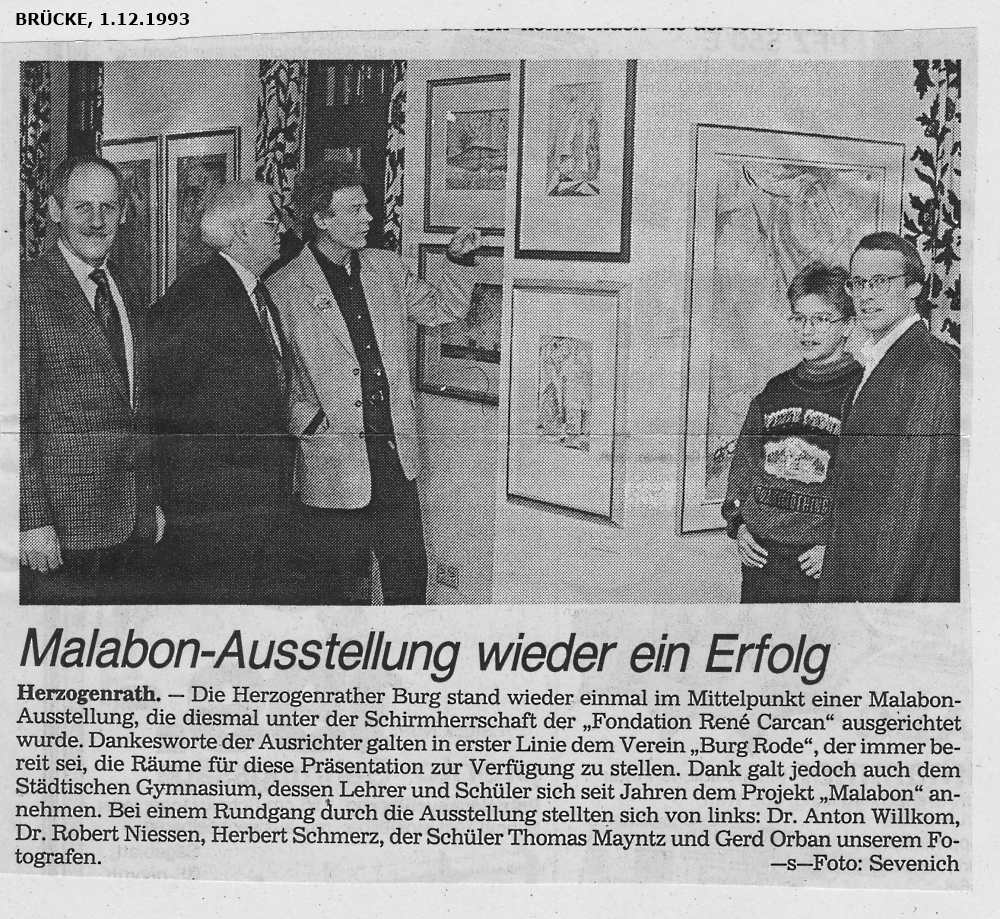 BRÜCKE, 1.12.1993
Malabon-Ausstellung wieder ein Erfolg
Herzogenrath. — Die Herzogenrather Burg stand wieder einmal im Mittelpunkt einer Malabon-
Ausstellung, die diesmal unter der Schirmherrschaft der „Fondation René Carcan“ ausgerichtet
wurde. Dankesworte der Ausrichter galten in erster Linie dem Verein „Burg Rode“, der immer be-
reit sei, die Räume für diese Präsentation zur Verfügung zu stellen. Dank galt jedoch auch dem
Städtischen Gymnasium, dessen Lehrer und Schüler sich seit Jahren dem Projekt „Malabon“ an-
nehmen. Bei einem Rundgang durch die Ausstellung stellten sich von links: Dr. Anton Willkom,
Dr. Robert Niessen, Herbert Schmerz, der Schüler Thomas Mayntz und Gerd Orban unserem Fo-
tografen. —s—Foto: Sevenich